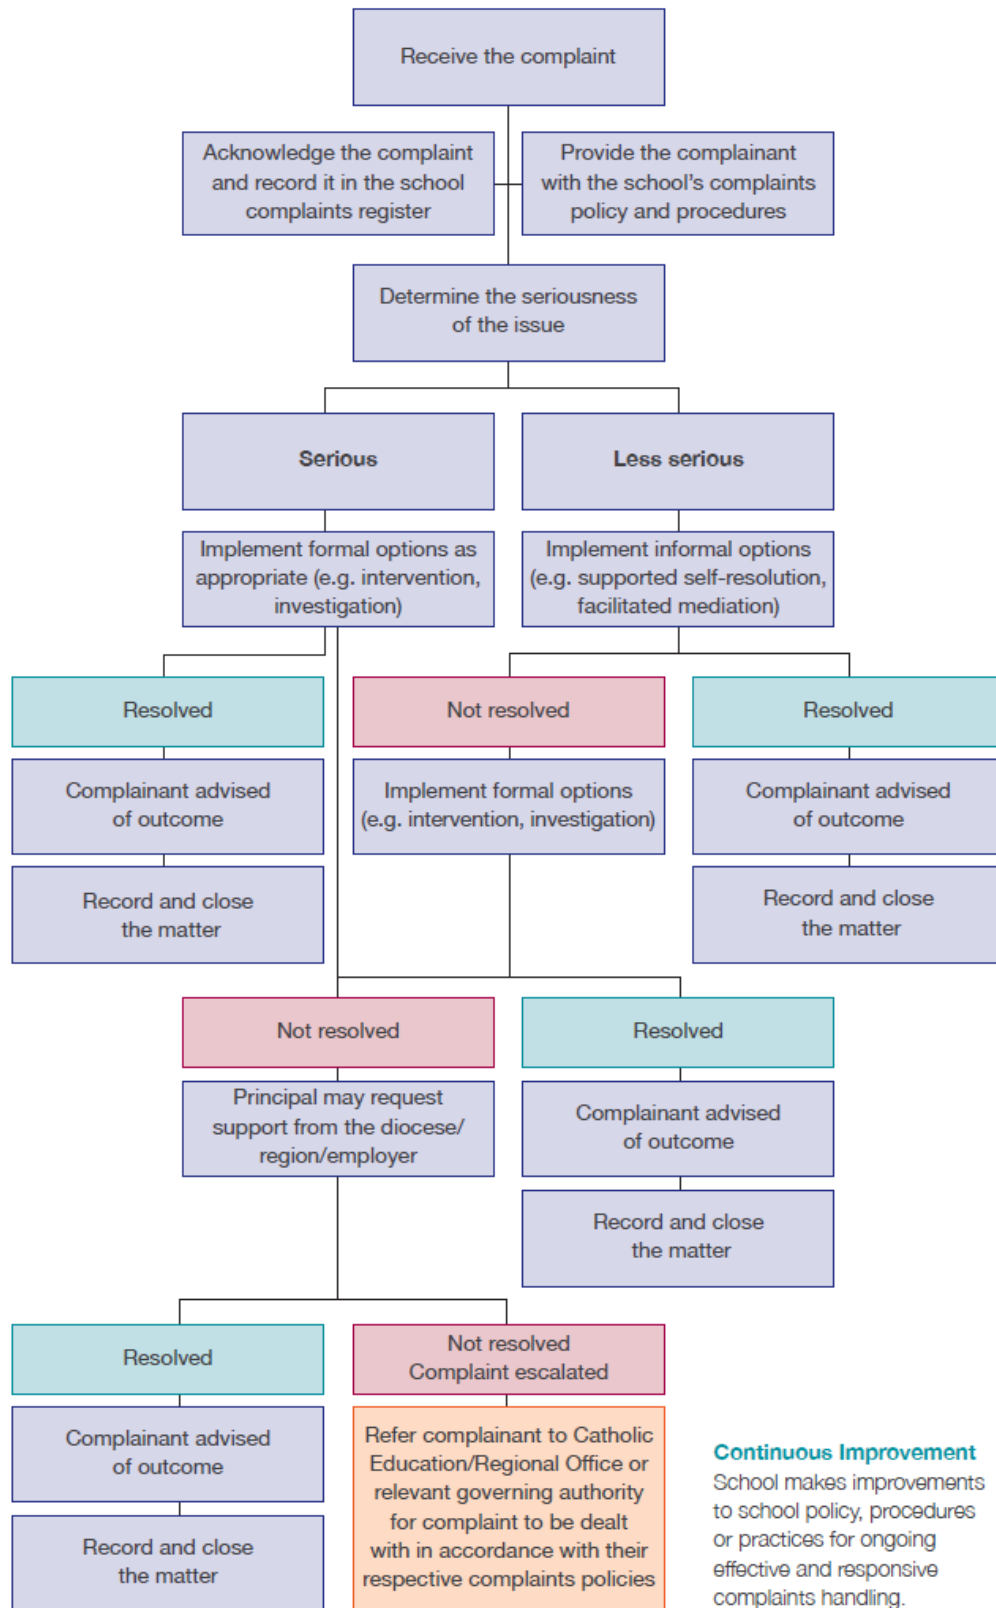 Receive the complaint
Acknowledge the complaint
and record it in the school
complaints register
Provide the complainant
with the school's complaints
policy and procedures
Determine the seriousness
of the issue
Serious
Less serious
Implement formal options as
appropriate (e.g. intervention,
investigation)
Implement informal options
(e.g. supported self-resolution,
facilitated mediation)
Resolved
Not resolved
Resolved
Complainant advised
of outcome
Implement formal options
(e.g. intervention, investigation)
Complainant advised
of outcome
Record and close
the matter
Record and close
the matter
Not resolved
Resolved
Principal may request
support from the diocese/
region/employer
Complainant advised
of outcome
Record and close
the matter
Resolved
Not resolved
Complaint escalated
Complainant advised
of outcome
Record and close
the matter
Refer complainant to Catholic
Education/Regional Office or
relevant governing authority
for complaint to be dealt
with in accordance with their
respective complaints policies
Continuous Improvement
School makes improvements
to school policy, procedures
or practices for ongoing
effective and responsive
complaints handling.